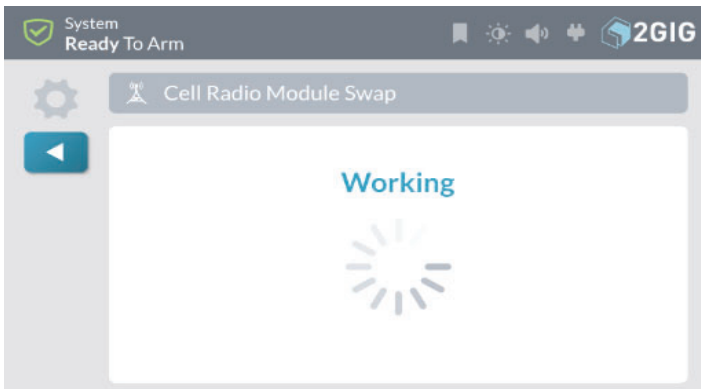 System
Ready To Arm
2GIG
Cell Radio Module Swap
Working